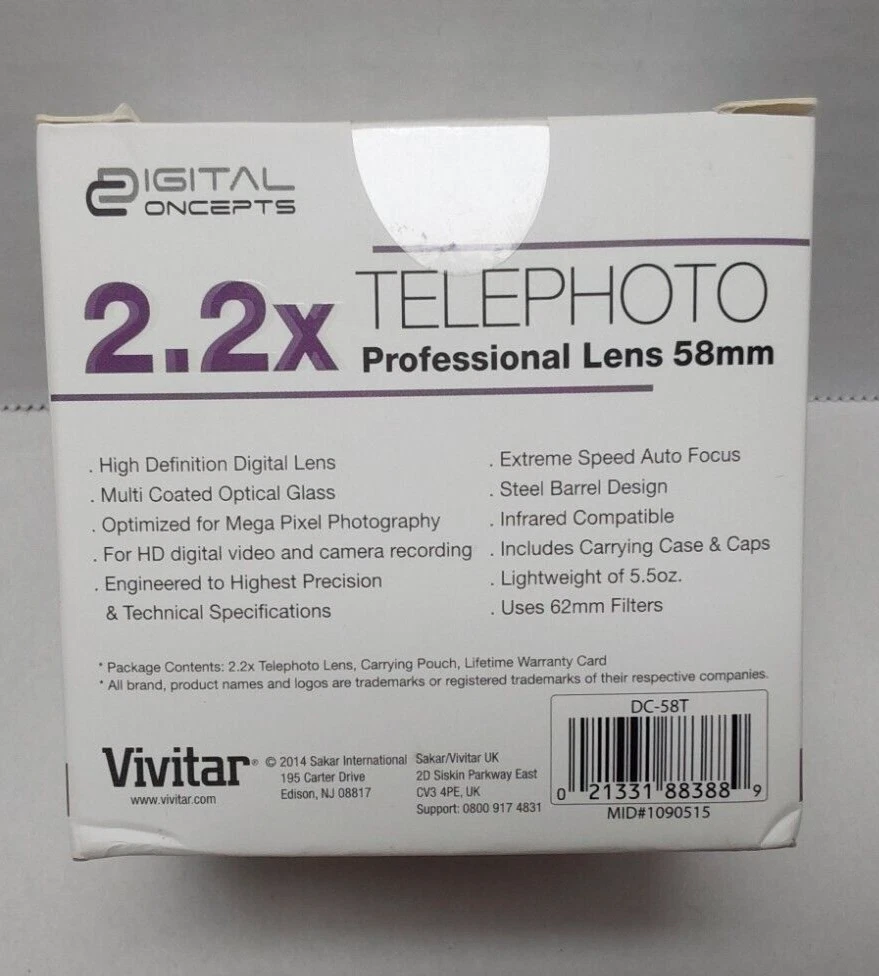 DIGITAL
CONCEPTS
2.2x TELEPHOTO
Professional Lens 58mm
. High Definition Digital Lens
. Multi Coated Optical Glass
. Optimized for Mega Pixel Photography
. For HD digital video and camera recording
. Engineered to Highest Precision
& Technical Specifications
. Extreme Speed Auto Focus
. Steel Barrel Design
. Infrared Compatible
. Includes Carrying Case & Caps
. Lightweight of 5.5oz.
. Uses 62mm Filters
* Package Contents: 2.2x Telephoto Lens, Carrying Pouch, Lifetime Warranty Card
* All brand, product names and logos are trademarks or registered trademarks of their respective companies.
Vivitar®
www.vivitar.com
© 2014 Sakar International
195 Carter Drive
Edison, NJ 08817
Sakar/Vivitar UK
2D Siskin Parkway East
CV3 4PE, UK
Support: 0800 917 4831
DC-58T
0 21331 88388 9
MID#1090515